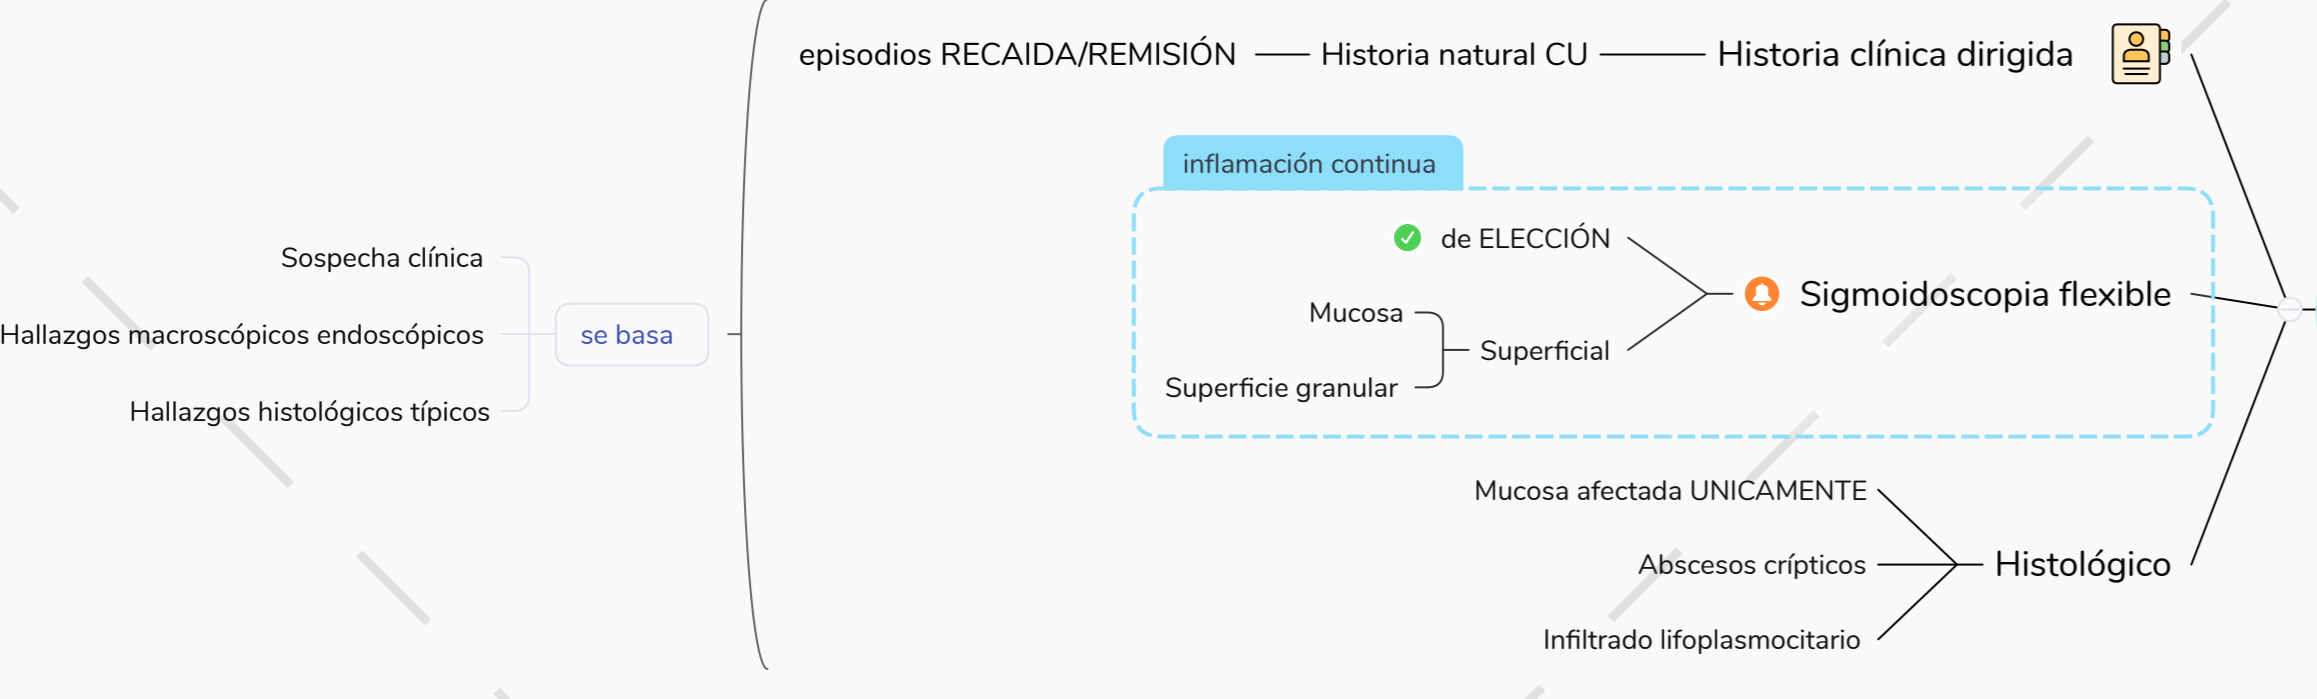 episodios RECAIDA/REMISIÓN
Historia natural CU
Historia clínica dirigida
inflamación continua
de ELECCIÓN
Sigmoidoscopia flexible
Mucosa
Superficial
Superficie granular
Sospecha clínica
Hallazgos macroscópicos endoscópicos
Hallazgos histológicos típicos
se basa
Mucosa afectada UNICAMENTE
Abscesos crípticos
Histológico
Infiltrado lifoplasmocitario